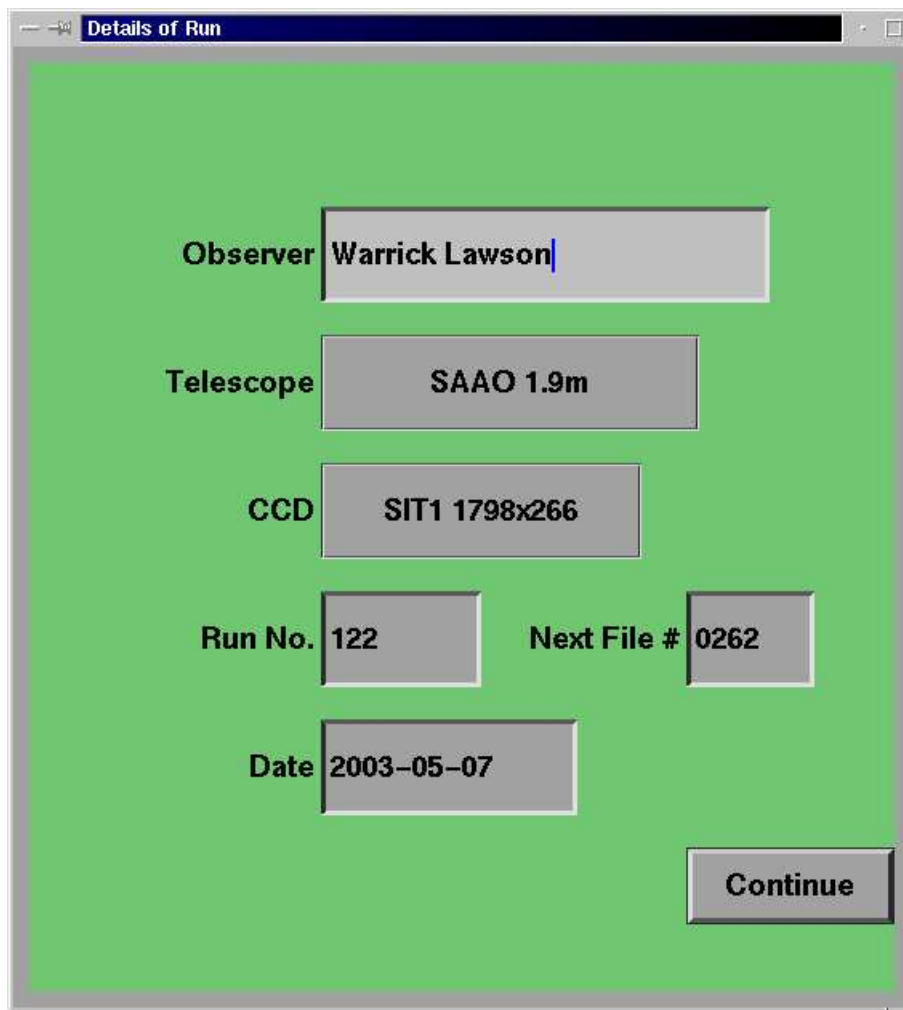 Details of Run
Observer Warrick Lawson
Telescope SAAO 1.9m
CCD SIT1 1798x266
Run No. 122 Next File # 0262
Date 2003-05-07
Continue